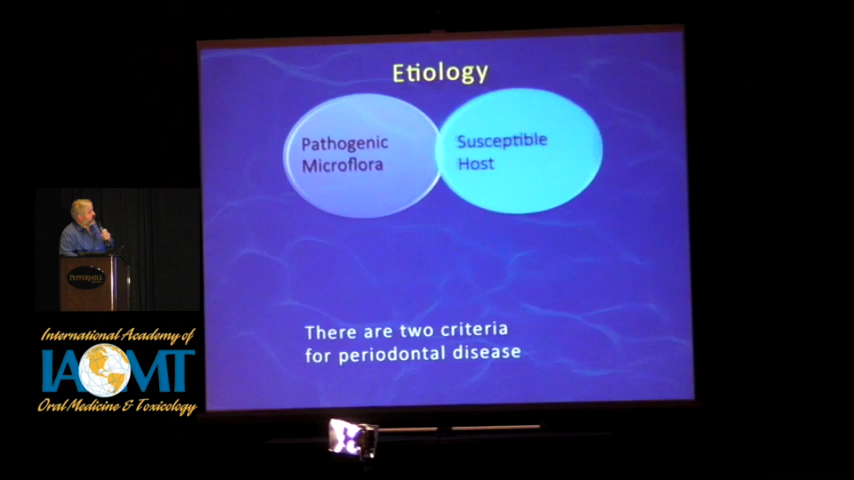 Etiology
Pathogenic
Microflora
Susceptible
Host
There are two criteria
for periodontal disease
PEPPERMILL
International Academy of
IAOMT
Oral Medicine & Toxicology